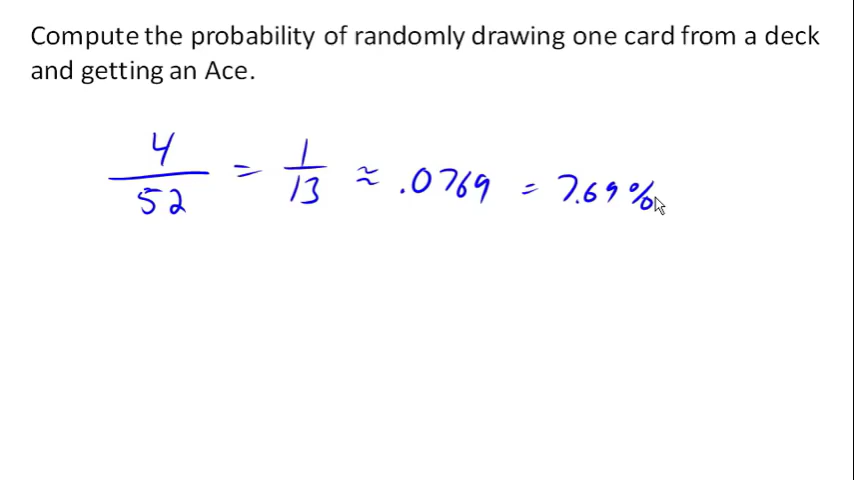 Compute the probability of randomly drawing one card from a deck
and getting an Ace.
4/52 = 1/13 ≈ .0769 = 7.69%